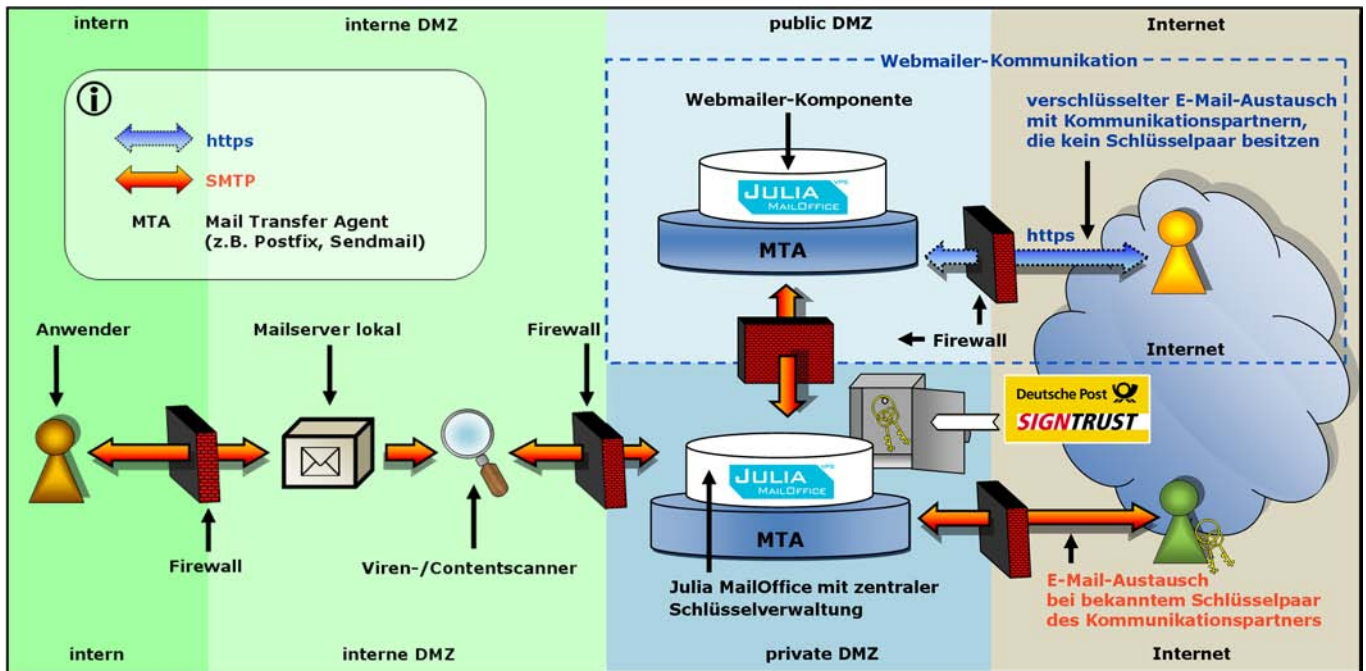 intern
interne DMZ
public DMZ
Internet
Webmailer-Kommunikation
i
https
SMTP
MTA
Mail Transfer Agent
(z.B. Postfix, Sendmail)
Webmailer-Komponente
JULIA
MAILOFFICE
MTA
verschlüsselter E-Mail-Austausch
mit Kommunikationspartnern,
die kein Schlüsselpaar besitzen
https
Firewall
Internet
Anwender
Mailserver lokal
Firewall
Deutsche Post
SIGNTRUST
JULIA
MAILOFFICE
MTA
Firewall
Viren-/Contentscanner
Julia MailOffice mit zentraler
Schlüsselverwaltung
E-Mail-Austausch
bei bekanntem Schlüsselpaar
des Kommunikationspartners
intern
interne DMZ
private DMZ
Internet